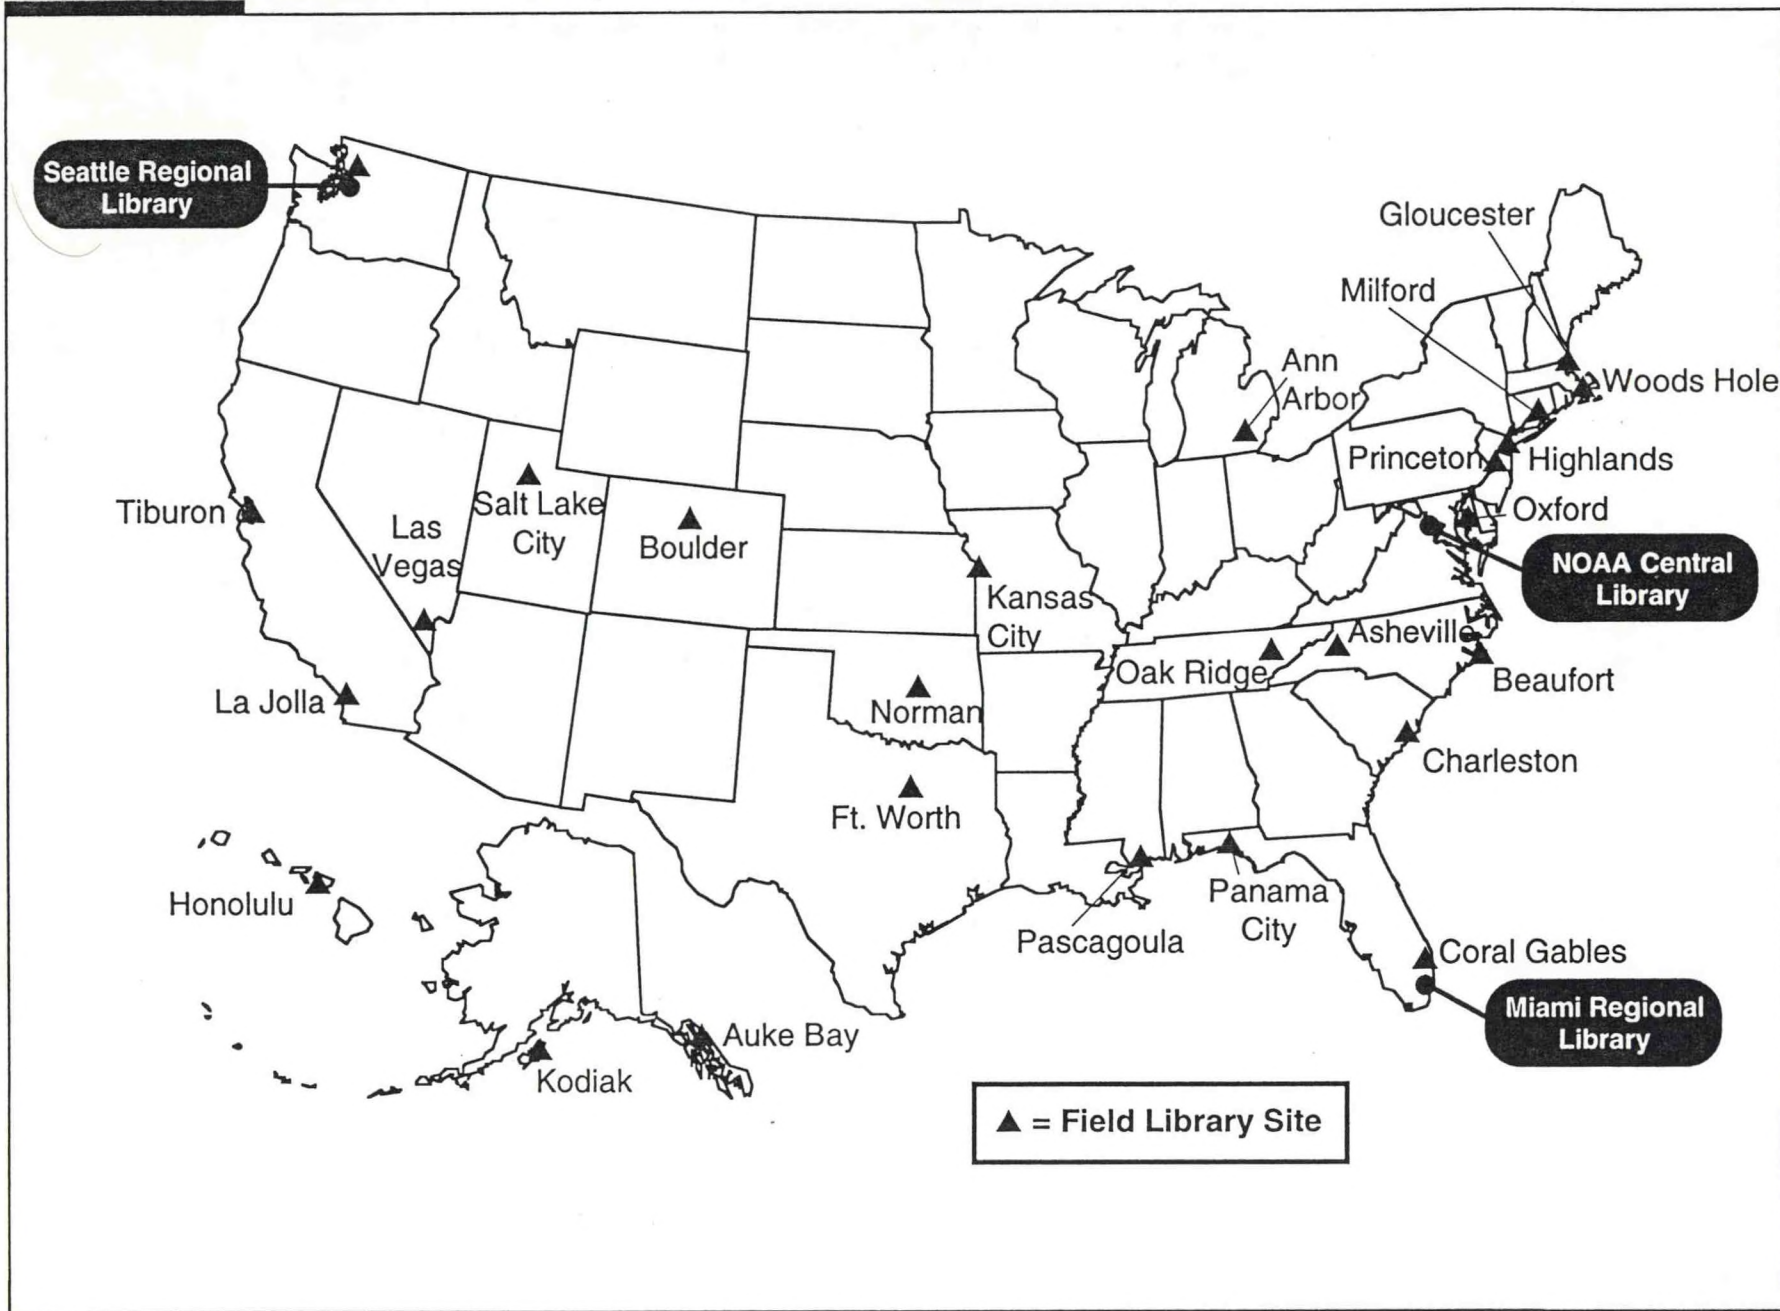 Seattle Regional
Library
Gloucester
Milford
Ann
Arbor
Woods Hole
Princeton
Highlands
Tiburon
Las
Vegas
Salt Lake
City
Boulder
Oxford
NOAA Central
Library
Kansas
City
Asheville
Oak Ridge
Beaufort
La Jolla
Norman
Charleston
Ft. Worth
Honolulu
Panama
City
Pascagoula
Coral Gables
Miami Regional
Library
Auke Bay
Kodiak
▲ = Field Library Site